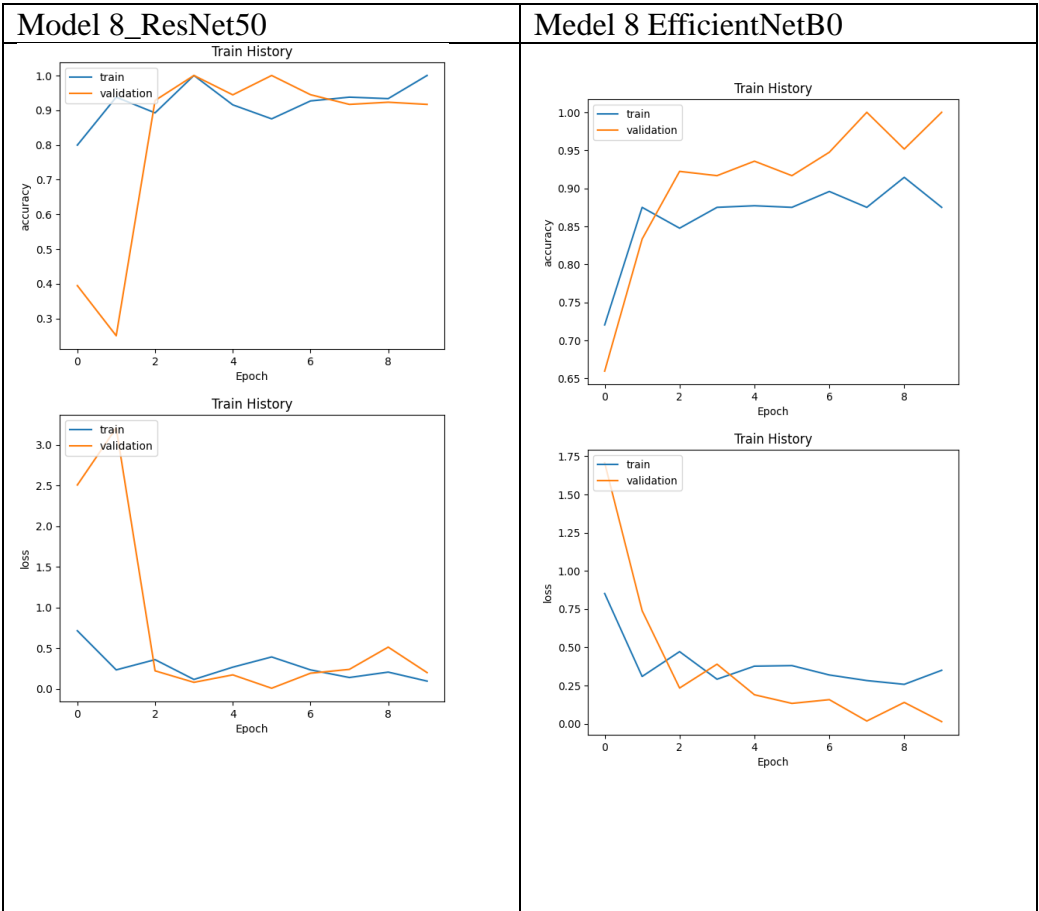 Model 8_ResNet50
Medel 8 EfficientNetB0
Train History
train
validation
1.0
0.9
0.8
0.7
0.6
0.5
0.4
0.3
accuracy
0 2 4 6 8
Epoch
Train History
train
validation
3.0
2.5
2.0
1.5
1.0
0.5
0.0
loss
0 2 4 6 8
Epoch
Train History
train
validation
1.00
0.95
0.90
0.85
0.80
0.75
0.70
0.65
accuracy
0 2 4 6 8
Epoch
Train History
train
validation
1.75
1.50
1.25
1.00
0.75
0.50
0.25
0.00
loss
0 2 4 6 8
Epoch